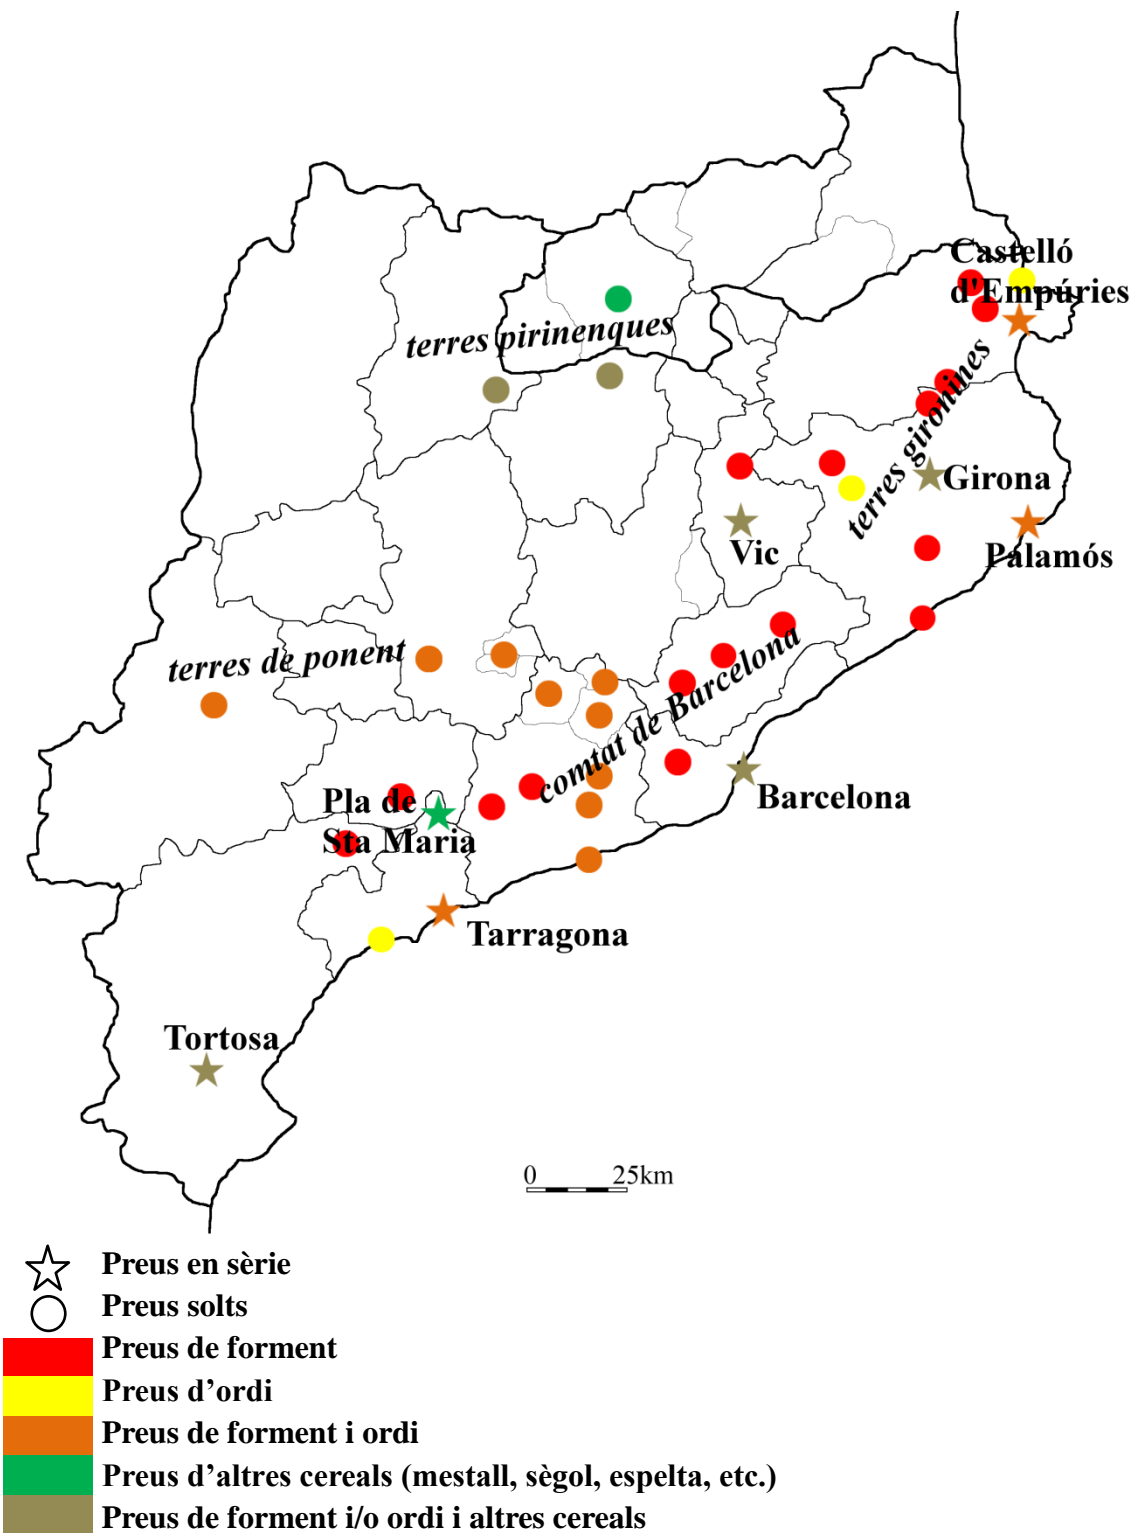 Castelló
d'Empúries
terres pirinenques
terres gironines
Girona
Vic
Palamós
terres de ponent
comtat de Barcelona
Barcelona
Pla de
Sta Maria
Tarragona
Tortosa
0 25km
Preus en sèrie
Preus solts
Preus de forment
Preus d’ordi
Preus de forment i ordi
Preus d’altres cereals (mestall, sègol, espelta, etc.)
Preus de forment i/o ordi i altres cereals